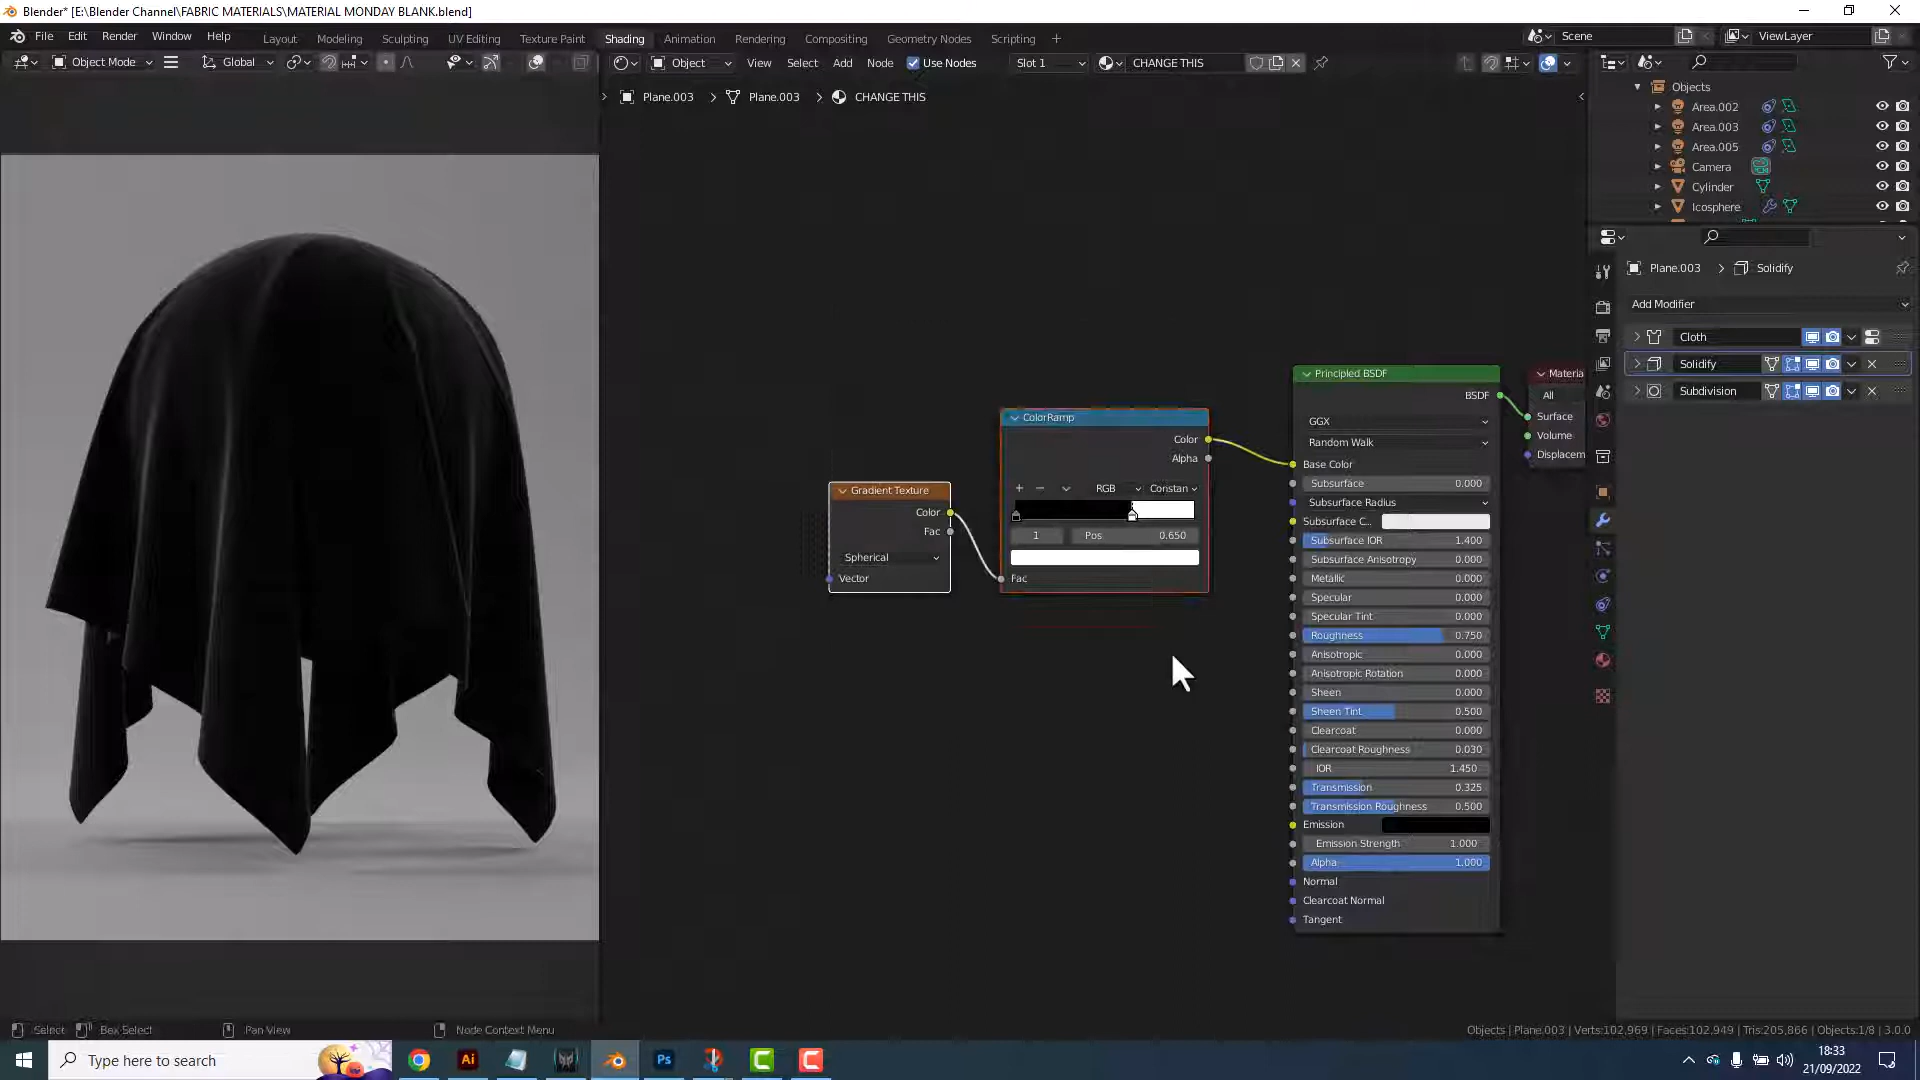 Blender* [E:\Blender Channel\FABRIC MATERIALS\MATERIAL MONDAY BLANK.blend]
File Edit Render Window Help Layout Modeling Sculpting UV Editing Texture Paint Shading Animation Rendering Compositing Geometry Nodes Scripting + Scene ViewLayer
Object Mode Global Object View Select Add Node Use Nodes Slot 1 CHANGE THIS
Plane.003 > Plane.003 > CHANGE THIS
Objects
Area.002
Area.003
Area.005
Camera
Cylinder
Icosphere
Plane.003 > Solidify
Add Modifier
Cloth
Solidify
Subdivision
Gradient Texture
Color
Fac
Spherical
Vector
ColorRamp
Color
Alpha
+ − RGB Constan
1 Pos 0.650
Fac
Principled BSDF
BSDF
GGX
Random Walk
Base Color
Subsurface 0.000
Subsurface Radius
Subsurface C...
Subsurface IOR 1.400
Subsurface Anisotropy 0.000
Metallic 0.000
Specular 0.000
Specular Tint 0.000
Roughness 0.750
Anisotropic 0.000
Anisotropic Rotation 0.000
Sheen 0.000
Sheen Tint 0.500
Clearcoat 0.000
Clearcoat Roughness 0.030
IOR 1.450
Transmission 0.325
Transmission Roughness 0.500
Emission
Emission Strength 1.000
Alpha 1.000
Normal
Clearcoat Normal
Tangent
Materia
All
Surface
Volume
Displacem
Select Box Select Pan View Node Context Menu Objects | Plane.003 | Verts:102,969 | Faces:102,949 | Tris:205,866 | Objects:1/8 | 3.0.0
Type here to search Ai Ps 18:33
21/09/2022